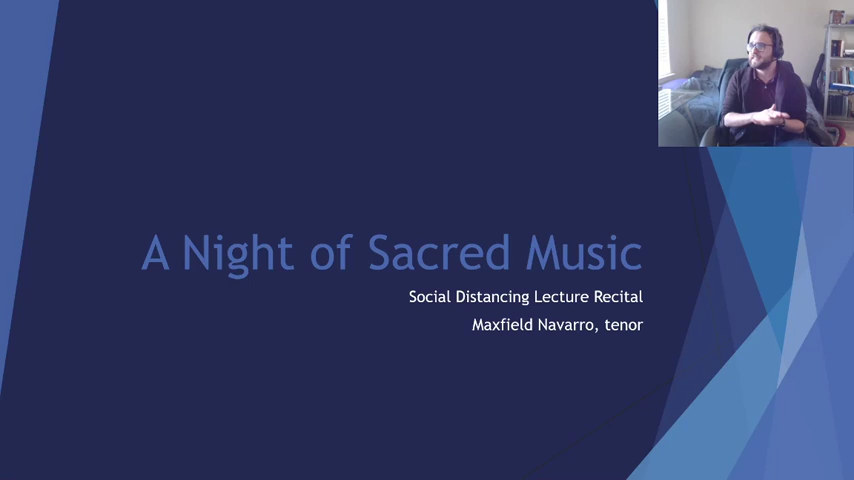 A Night of Sacred Music
Social Distancing Lecture Recital
Maxfield Navarro, tenor